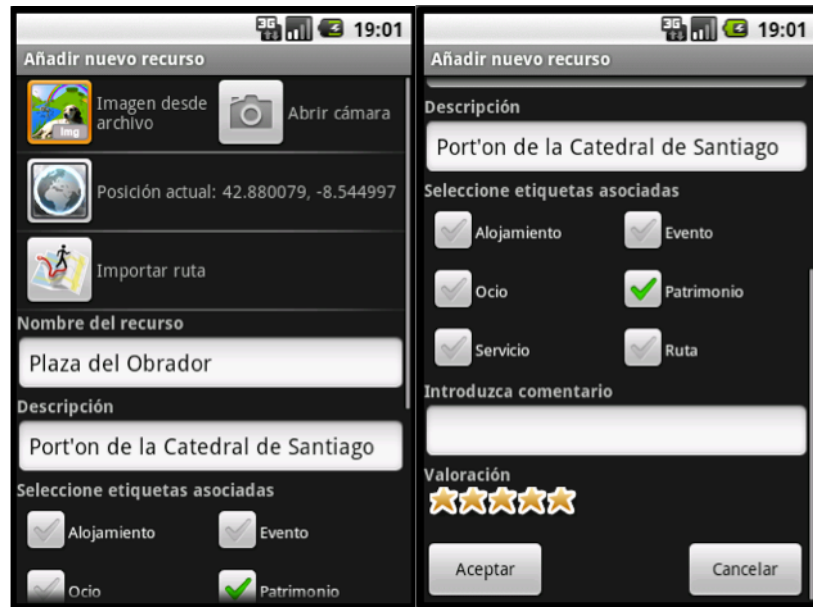 3G 19:01
Añadir nuevo recurso
Img Imagen desde archivo Abrir cámara
Posición actual: 42.880079, -8.544997
Importar ruta
Nombre del recurso
Plaza del Obrador
Descripción
Port'on de la Catedral de Santiago
Seleccione etiquetas asociadas
Alojamiento Evento
Ocio Patrimonio
3G 19:01
Añadir nuevo recurso
Descripción
Port'on de la Catedral de Santiago
Seleccione etiquetas asociadas
Alojamiento Evento
Ocio Patrimonio
Servicio Ruta
Introduzca comentario
Valoración
Aceptar Cancelar